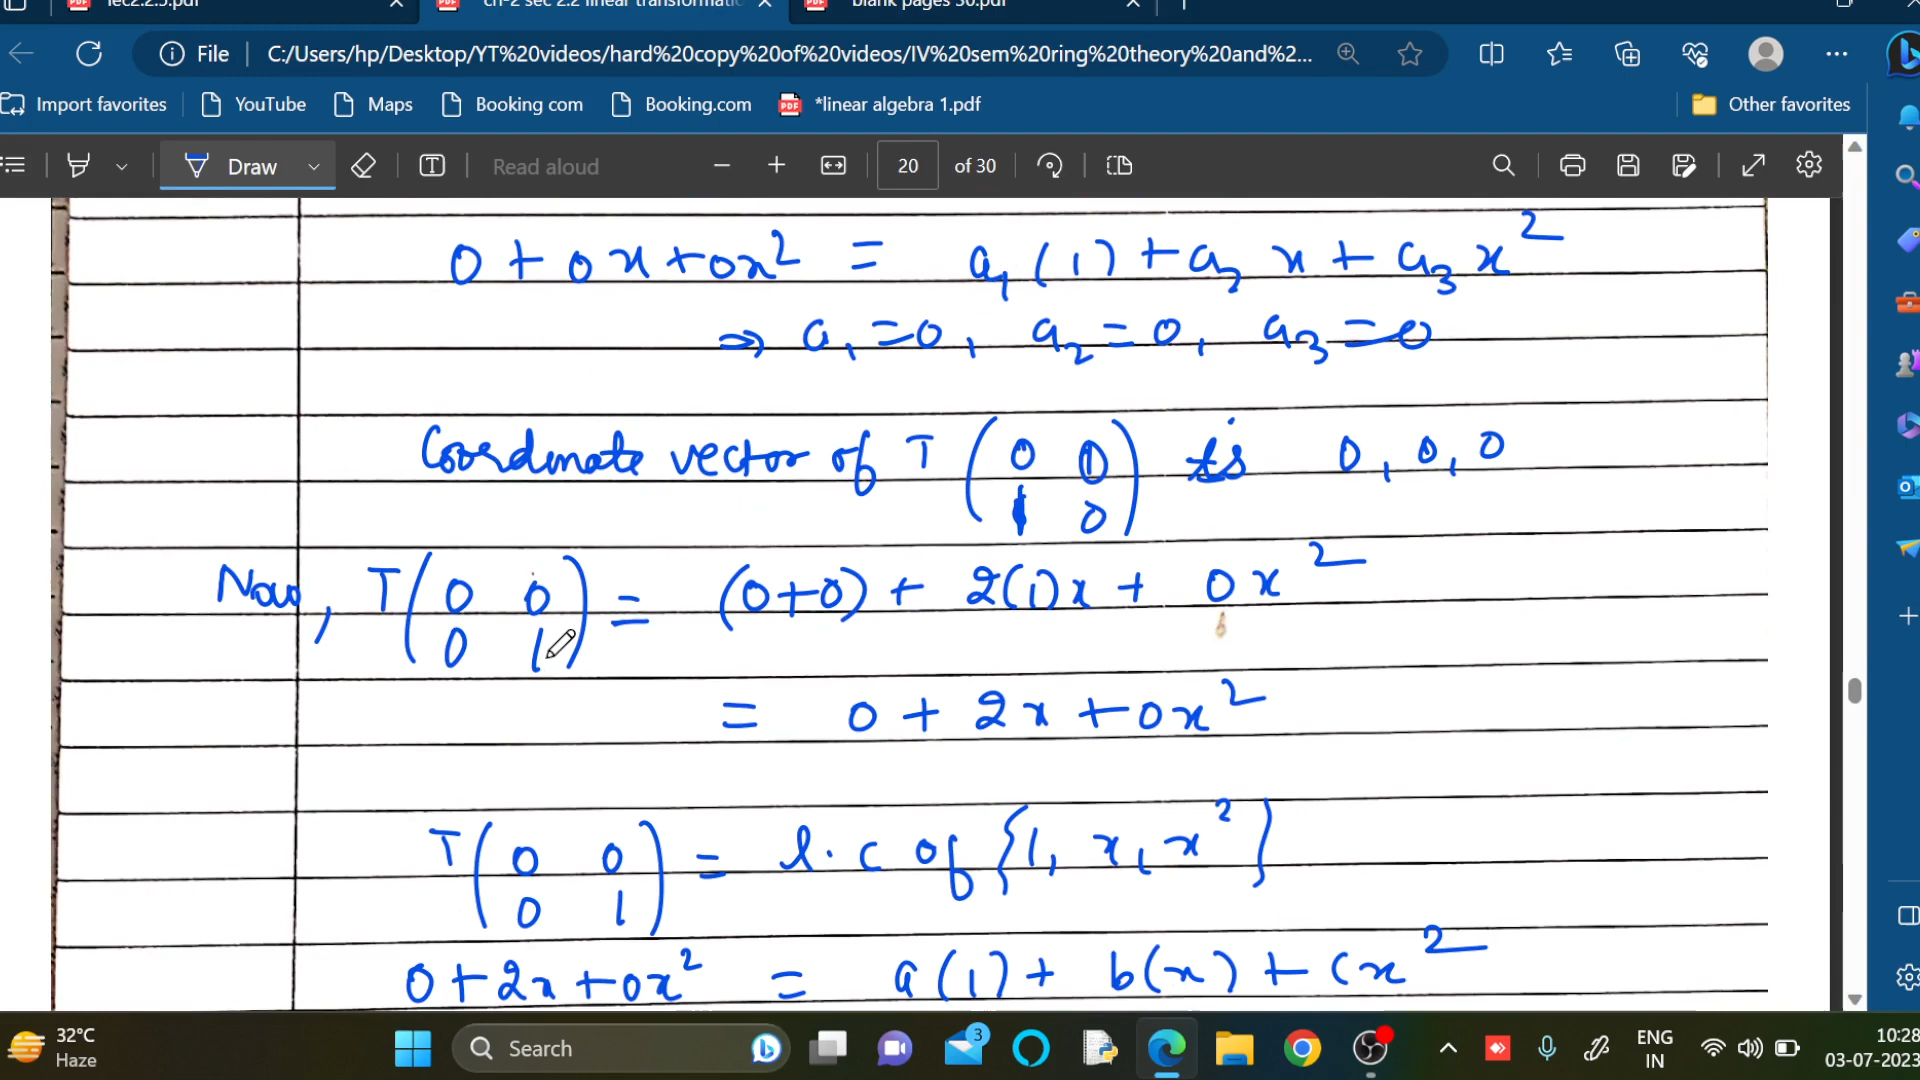 lec2.2.5.pdf
ch-2 sec 2.2 linear transformatio
blank pages 30.pdf
File C:/Users/hp/Desktop/YT%20videos/hard%20copy%20of%20videos/IV%20sem%20ring%20theory%20and%2...
Import favorites YouTube Maps Booking com Booking.com *linear algebra 1.pdf Other favorites
Draw Read aloud 20 of 30
0 + 0x + 0x² = a₁(1) + a₂x + a₃x²
⇒ a₁=0, a₂=0, a₃=0
Coordinate vector of T (0 0 is 0, 0, 0
1 0)
Now, T(0 0 = (0+0) + 2(1)x + 0x²
0 1)
= 0 + 2x + 0x²
T(0 0 = l.c of {1, x, x²}
0 1)
0+2x+0x² = a(1) + b(x) + cx²
32°C
Haze
Search
3
ENG
IN
10:28
03-07-2023